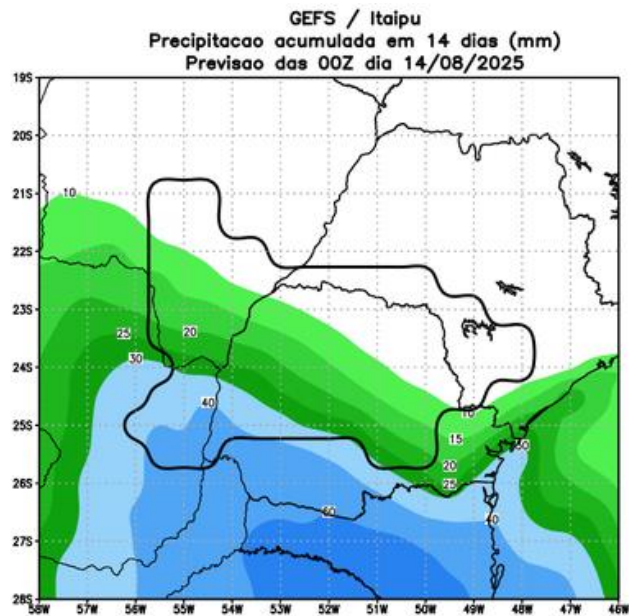 GEFS / Itaipu
Precipitacao acumulada em 14 dias (mm)
Previsao das 00Z dia 14/08/2025
19S
20S
21S
22S
23S
24S
25S
26S
27S
28S
10
25
20
30
40
10
15
20
25
30
40
60
58W 57W 56W 55W 54W 53W 52W 51W 50W 49W 48W 47W 46W